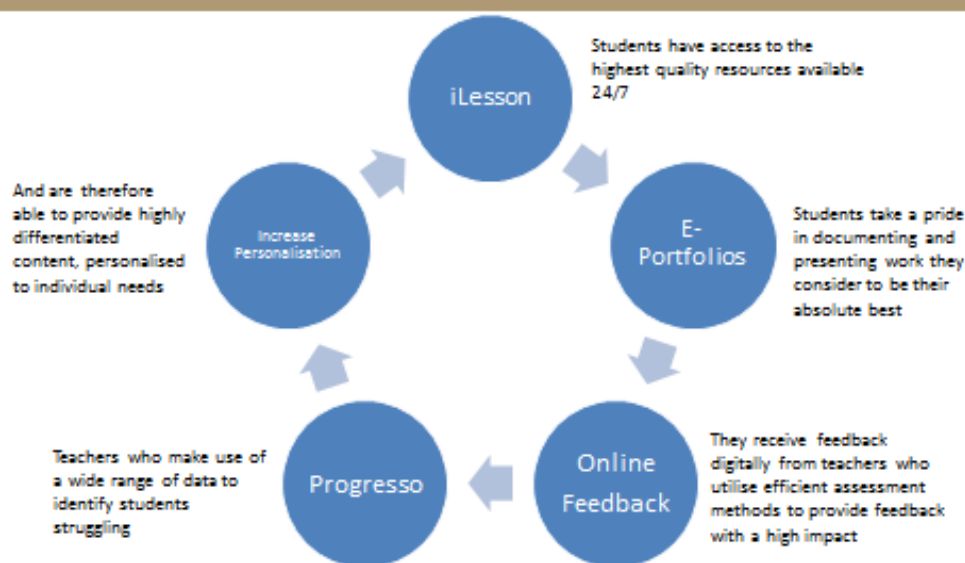 iLesson
Students have access to the
highest quality resources available
24/7
E-
Portfolios
Students take a pride
in documenting and
presenting work they
consider to be their
absolute best
Online
Feedback
They receive feedback
digitally from teachers who
utilise efficient assessment
methods to provide feedback
with a high impact
Progresso
Teachers who make use of
a wide range of data to
identify students
struggling
Increase
Personalisation
And are therefore
able to provide highly
differentiated
content, personalised
to individual needs